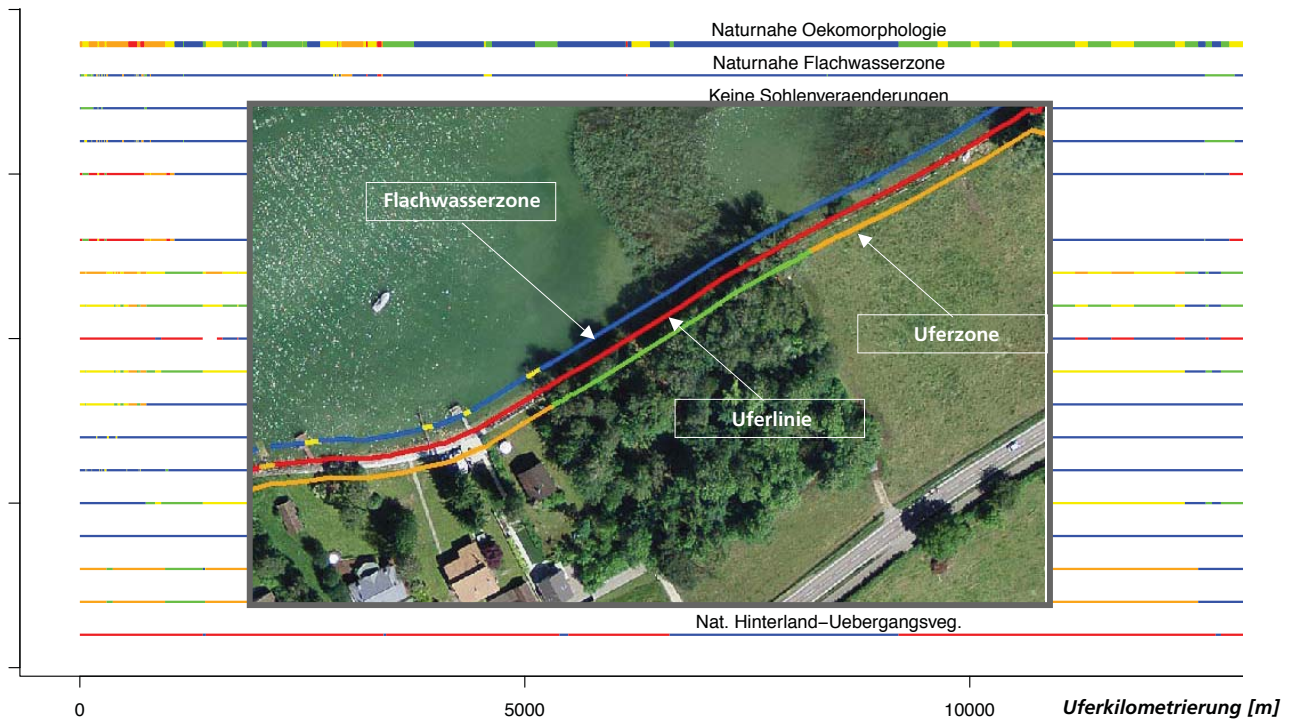 Naturnahe Oekomorphologie
Naturnahe Flachwasserzone
Keine Sohlenveraenderungen
Flachwasserzone
Uferzone
Uferlinie
Nat. Hinterland−Uebergangsveg.
0
5000
10000
Uferkilometrierung [m]